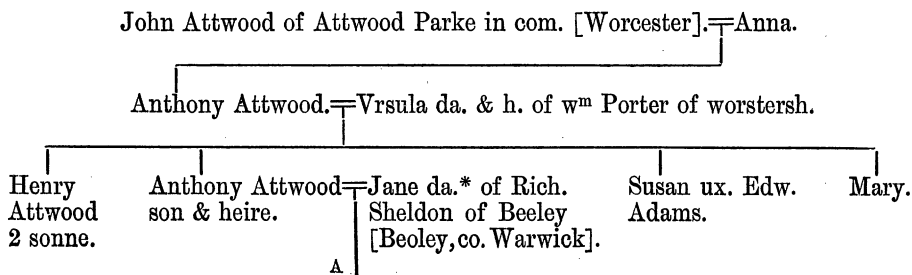 John Attwood of Attwood Parke in com. [Worcester].=Anna.
Anthony Attwood.=Vrsula da. & h. of wm Porter of worstersh.
Henry
Attwood
2 sonne.
Anthony Attwood=Jane da.* of Rich.
son & heire.
Sheldon of Beeley
[Beoley, co. Warwick].
Susan ux. Edw.
Adams.
Mary.
A